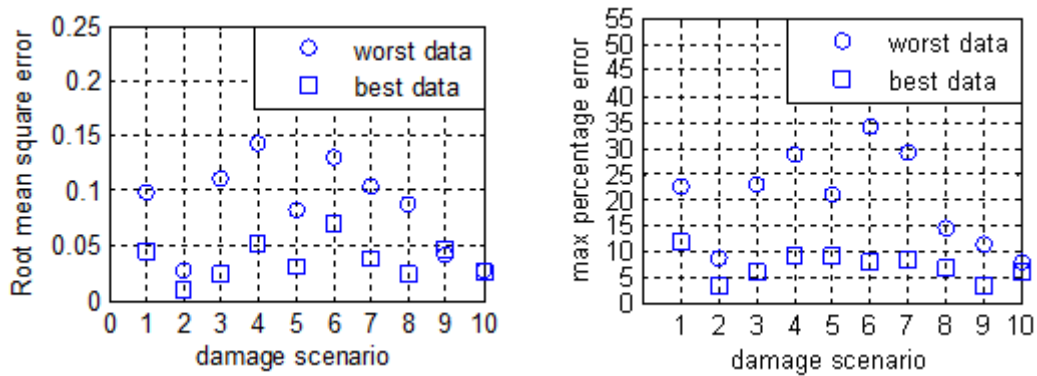 Root mean square error
0.25
0.2
0.15
0.1
0.05
0
worst data
best data
0 1 2 3 4 5 6 7 8 9 10
damage scenario
max percentage error
55
50
45
40
35
30
25
20
15
10
5
0
worst data
best data
1 2 3 4 5 6 7 8 9 10
damage scenario